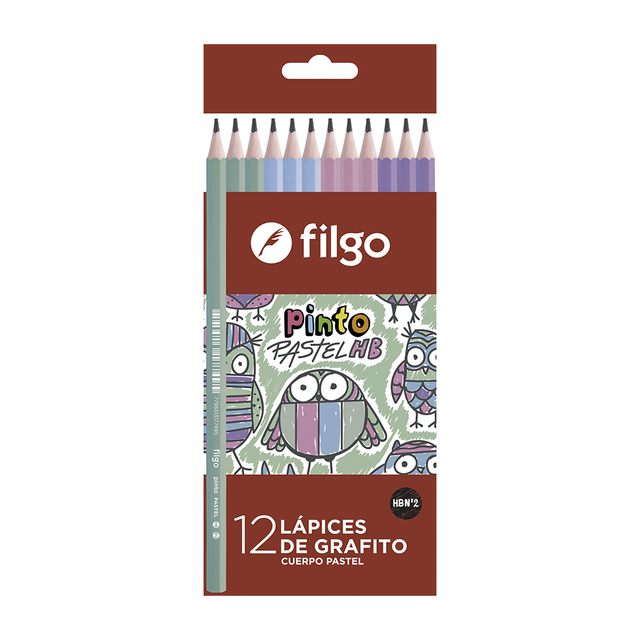 filgo
pinto
PASTEL HB
HB Nº2
12 LÁPICES
DE GRAFITO
CUERPO PASTEL
filgo pinto PASTEL